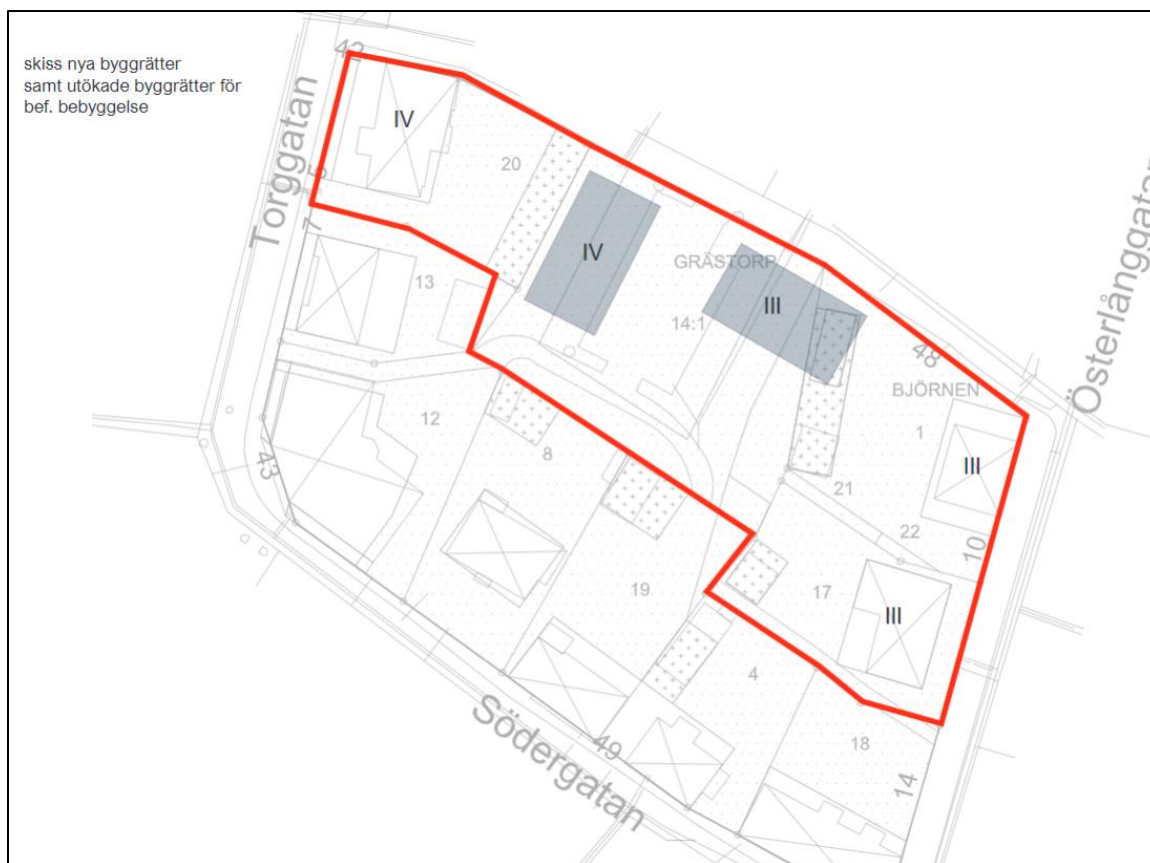 skiss nya byggrätter
samt utökade byggrätter för
bef. bebyggelse
42
Torggatan
IV
5
20
7
IV
GRÄSTORP
13
III
14:1
48
BJÖRNEN
Österlånggatan
12
1
8
III
43
21
22
10
19
17
III
4
Södergatan
49
18
14